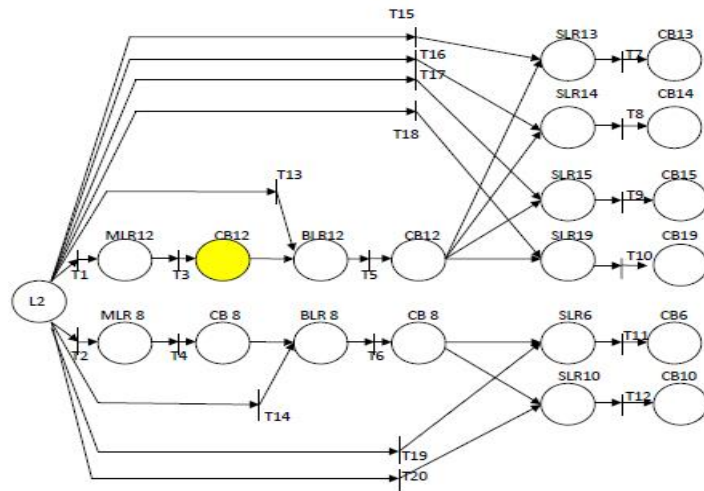 T15
SLR13
CB13
T16
T7
T17
SLR14
CB14
T8
T18
SLR15
CB15
T13
T9
MLR12
CB12
BLR12
CB12
SLR19
CB19
T10
T1
T3
T5
L2
MLR 8
CB 8
BLR 8
CB 8
SLR6
CB6
T11
T2
T4
T6
SLR10
CB10
T12
T14
T19
T20